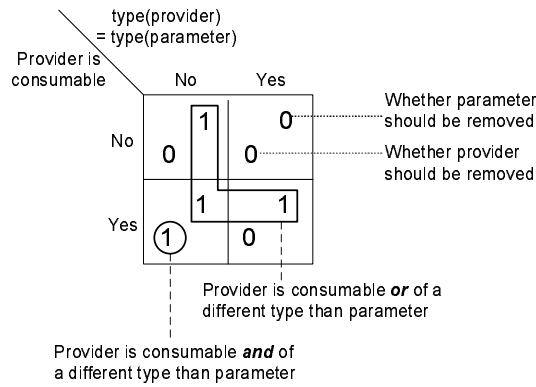 type(provider)
= type(parameter)
Provider is
consumable
No Yes
No
1 0
0 0
Whether parameter
should be removed
Whether provider
should be removed
Yes
1 1
1 0
Provider is consumable or of a
different type than parameter
Provider is consumable and of
a different type than parameter